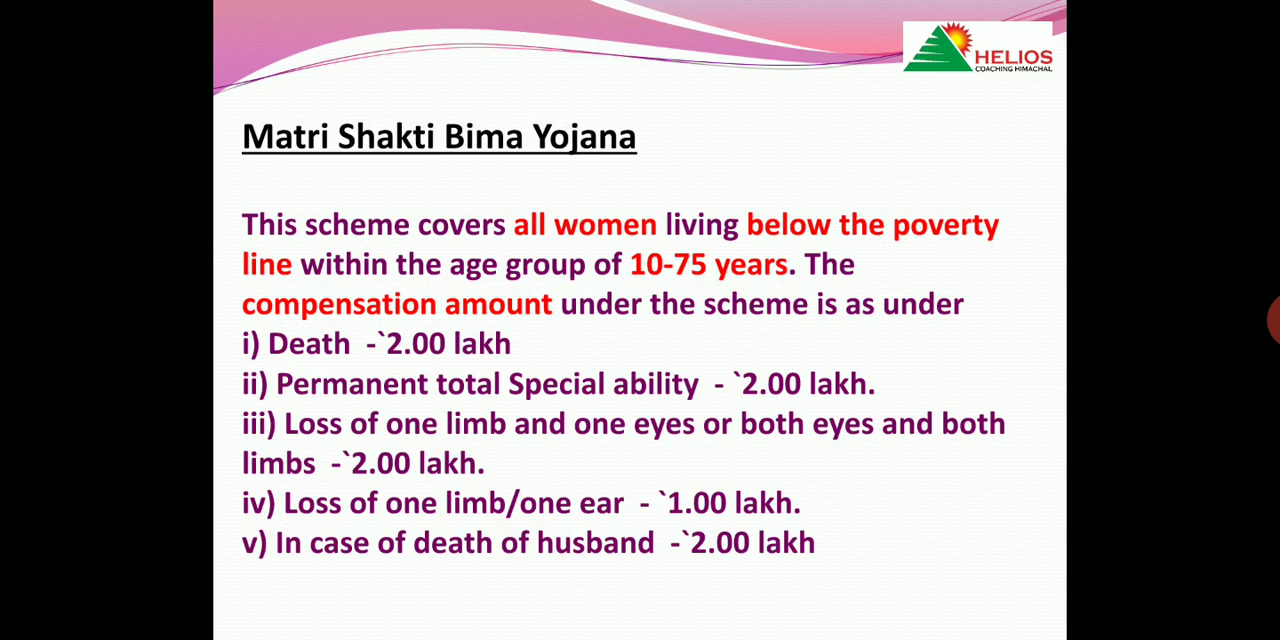 HELIOS
COACHING HIMACHAL
Matri Shakti Bima Yojana
This scheme covers all women living below the poverty
line within the age group of 10-75 years. The
compensation amount under the scheme is as under
i) Death -`2.00 lakh
ii) Permanent total Special ability - `2.00 lakh.
iii) Loss of one limb and one eyes or both eyes and both
limbs -`2.00 lakh.
iv) Loss of one limb/one ear - `1.00 lakh.
v) In case of death of husband -`2.00 lakh